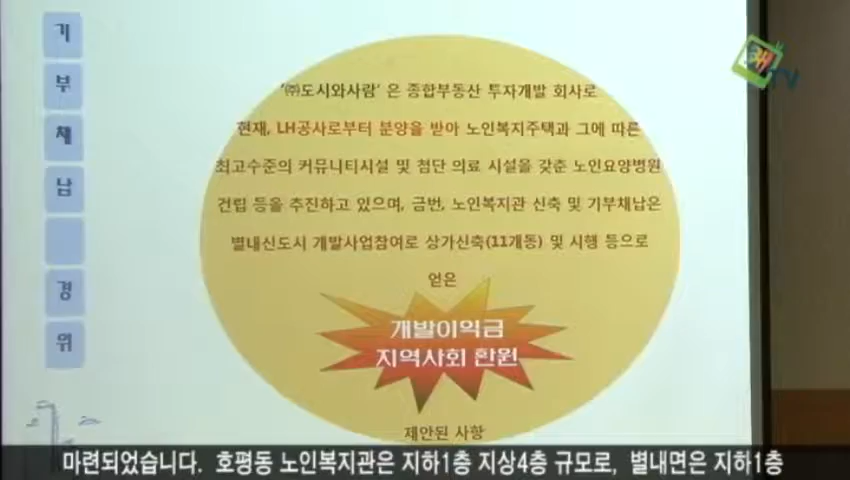 기
부
채
납
경
위
'㈜도시와사람' 은 종합부동산 투자개발 회사로
현재, LH공사로부터 분양을 받아 노인복지주택과 그에 따른
최고수준의 커뮤니티시설 및 첨단 의료 시설을 갖춘 노인요양병원
건립 등을 추진하고 있으며, 금번, 노인복지관 신축 및 기부채납은
별내신도시 개발사업참여로 상가신축(11개동) 및 시행 등으로
얻은
개발이익금
지역사회 환원
제안된 사항
TV
마련되었습니다. 호평동 노인복지관은 지하1층 지상4층 규모로, 별내면은 지하1층